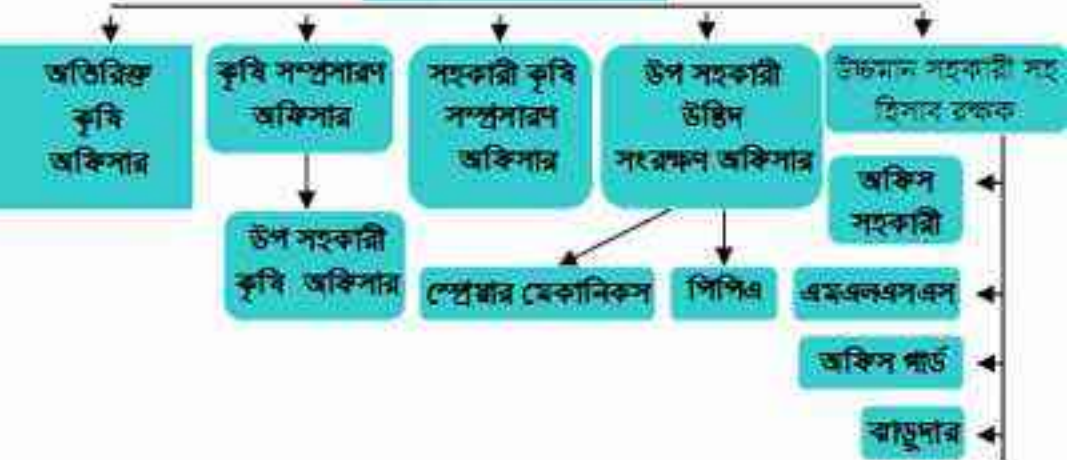 অতিরিক্ত
কৃষি
অফিসার
কৃষি সম্প্রসারণ
অফিসার
সহকারী কৃষি
সম্প্রসারণ
অফিসার
উপ সহকারী
উদ্ভিদ
সংরক্ষণ অফিসার
উচ্চমান সহকারী সহ
হিসাব রক্ষক
উপ সহকারী
কৃষি অফিসার
স্প্রেয়ার মেকানিকস
পিপিএ
অফিস
সহকারী
এমএলএসএস
অফিস গার্ড
ঝাড়ুদার